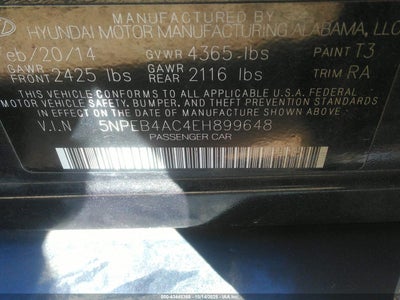 HYUNDAI MOTOR MANUFACTURING ALABAMA, LLC
eb/20/14 GVWR 4365 lbs PAINT T3
GAWR FRONT 2425 lbs GAWR REAR 2116 lbs TRIM RA
THIS VEHICLE CONFORMS TO ALL APPLICABLE U.S.A. FEDERAL
MOTOR VEHICLE SAFETY, BUMPER, AND THEFT PREVENTION STANDARDS
IN EFFECT ON THE DATE OF MANUFACTURE SHOWN ABOVE.
V.I.N 5NPEB4AC4EH899648
PASSENGER CAR